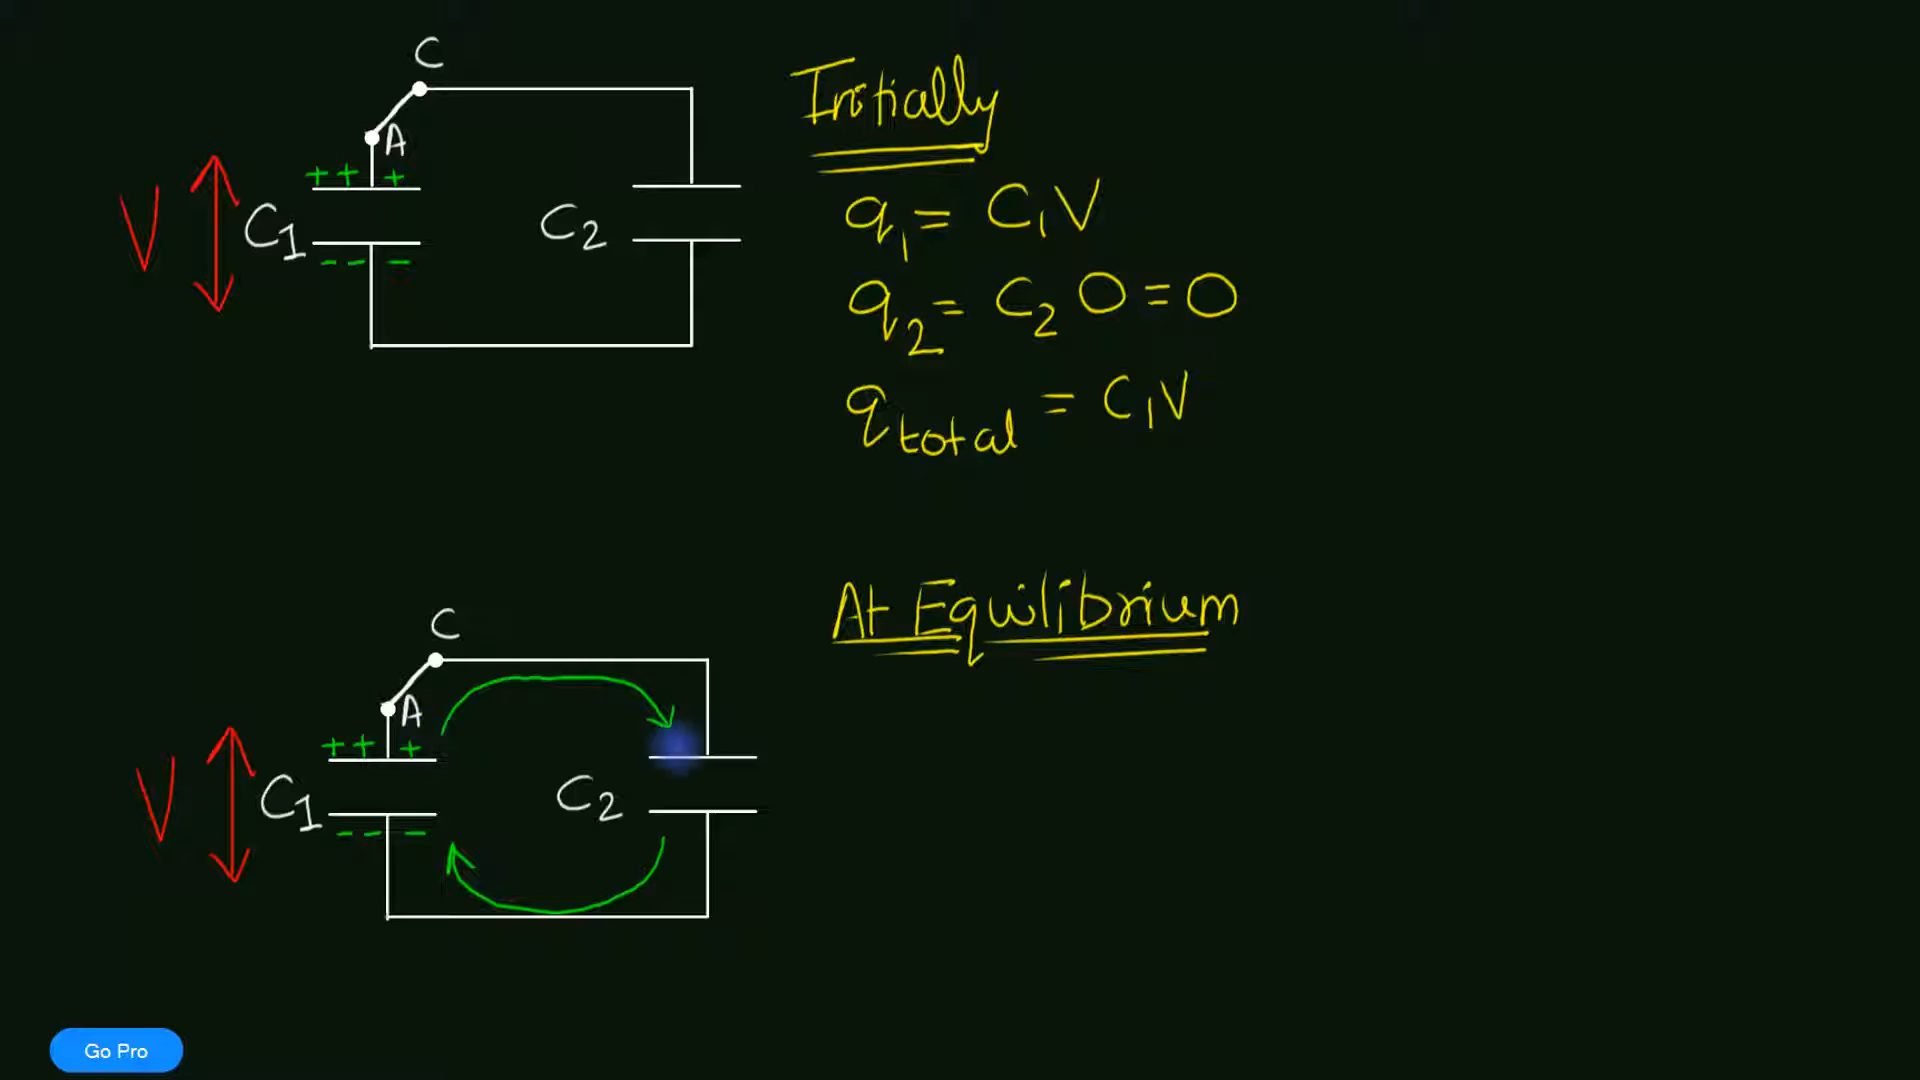 C
A
+ + +
V
C1
- - -
C2
Initially
q1 = C1V
q2 = C2 0 = 0
qtotal = C1V
C
A
+ + +
V
C1
- - -
C2
At Equilibrium
Go Pro